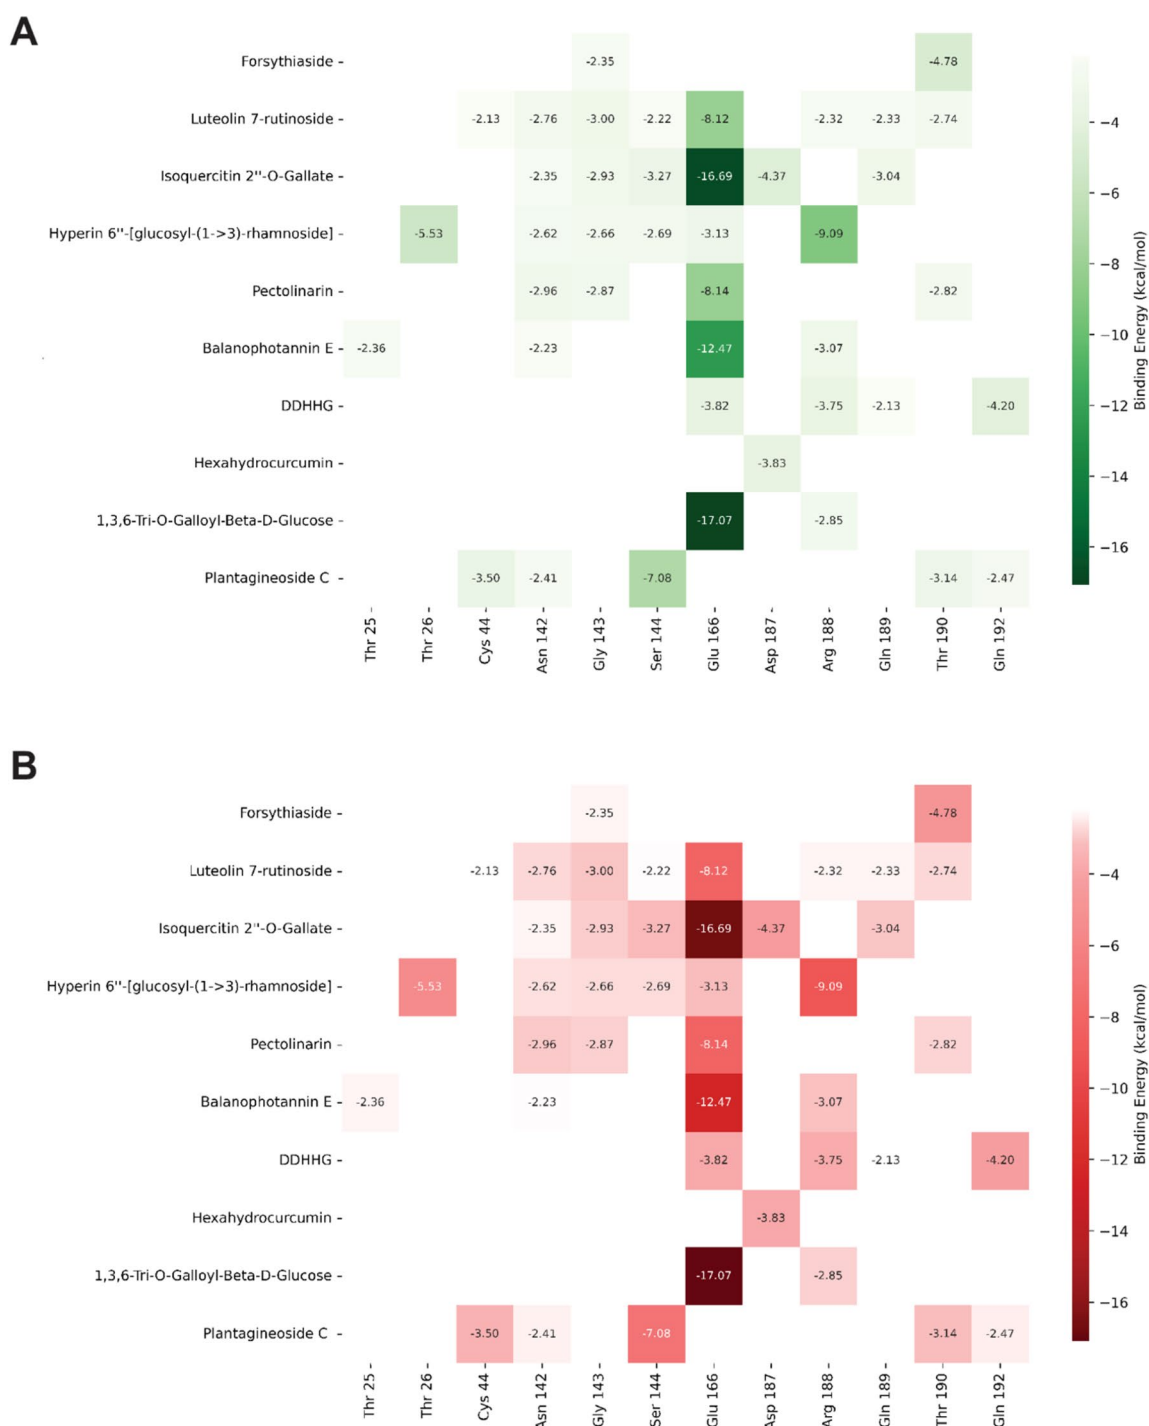 A
Forsythiaside -2.35 -4.78
Luteolin 7-rutinoside -2.13 -2.76 -3.00 -2.22 -8.12 -2.32 -2.33 -2.74
Isoquercitin 2''-O-Gallate -2.35 -2.93 -3.27 -16.69 -4.37 -3.04
Hyperin 6''-[glucosyl-(1->3)-rhamnoside] -5.53 -2.62 -2.66 -2.69 -3.13 -9.09
Pectolinarin -2.96 -2.87 -8.14 -2.82
Balanophotannin E -2.36 -2.23 -12.47 -3.07
DDHHG -3.82 -3.75 -2.13 -4.20
Hexahydrocurcumin -3.83
1,3,6-Tri-O-Galloyl-Beta-D-Glucose -17.07 -2.85
Plantagineoside C -3.50 -2.41 -7.08 -3.14 -2.47
Thr 25 Thr 26 Cys 44 Asn 142 Gly 143 Ser 144 Glu 166 Asp 187 Arg 188 Gln 189 Thr 190 Gln 192
−4
−6
−8
−10
−12
−14
−16
Binding Energy (kcal/mol)
B
Forsythiaside -2.35 -4.78
Luteolin 7-rutinoside -2.13 -2.76 -3.00 -2.22 -8.12 -2.32 -2.33 -2.74
Isoquercitin 2''-O-Gallate -2.35 -2.93 -3.27 -16.69 -4.37 -3.04
Hyperin 6''-[glucosyl-(1->3)-rhamnoside] -5.53 -2.62 -2.66 -2.69 -3.13 -9.09
Pectolinarin -2.96 -2.87 -8.14 -2.82
Balanophotannin E -2.36 -2.23 -12.47 -3.07
DDHHG -3.82 -3.75 -2.13 -4.20
Hexahydrocurcumin -3.83
1,3,6-Tri-O-Galloyl-Beta-D-Glucose -17.07 -2.85
Plantagineoside C -3.50 -2.41 -7.08 -3.14 -2.47
Thr 25 Thr 26 Cys 44 Asn 142 Gly 143 Ser 144 Glu 166 Asp 187 Arg 188 Gln 189 Thr 190 Gln 192
−4
−6
−8
−10
−12
−14
−16
Binding Energy (kcal/mol)